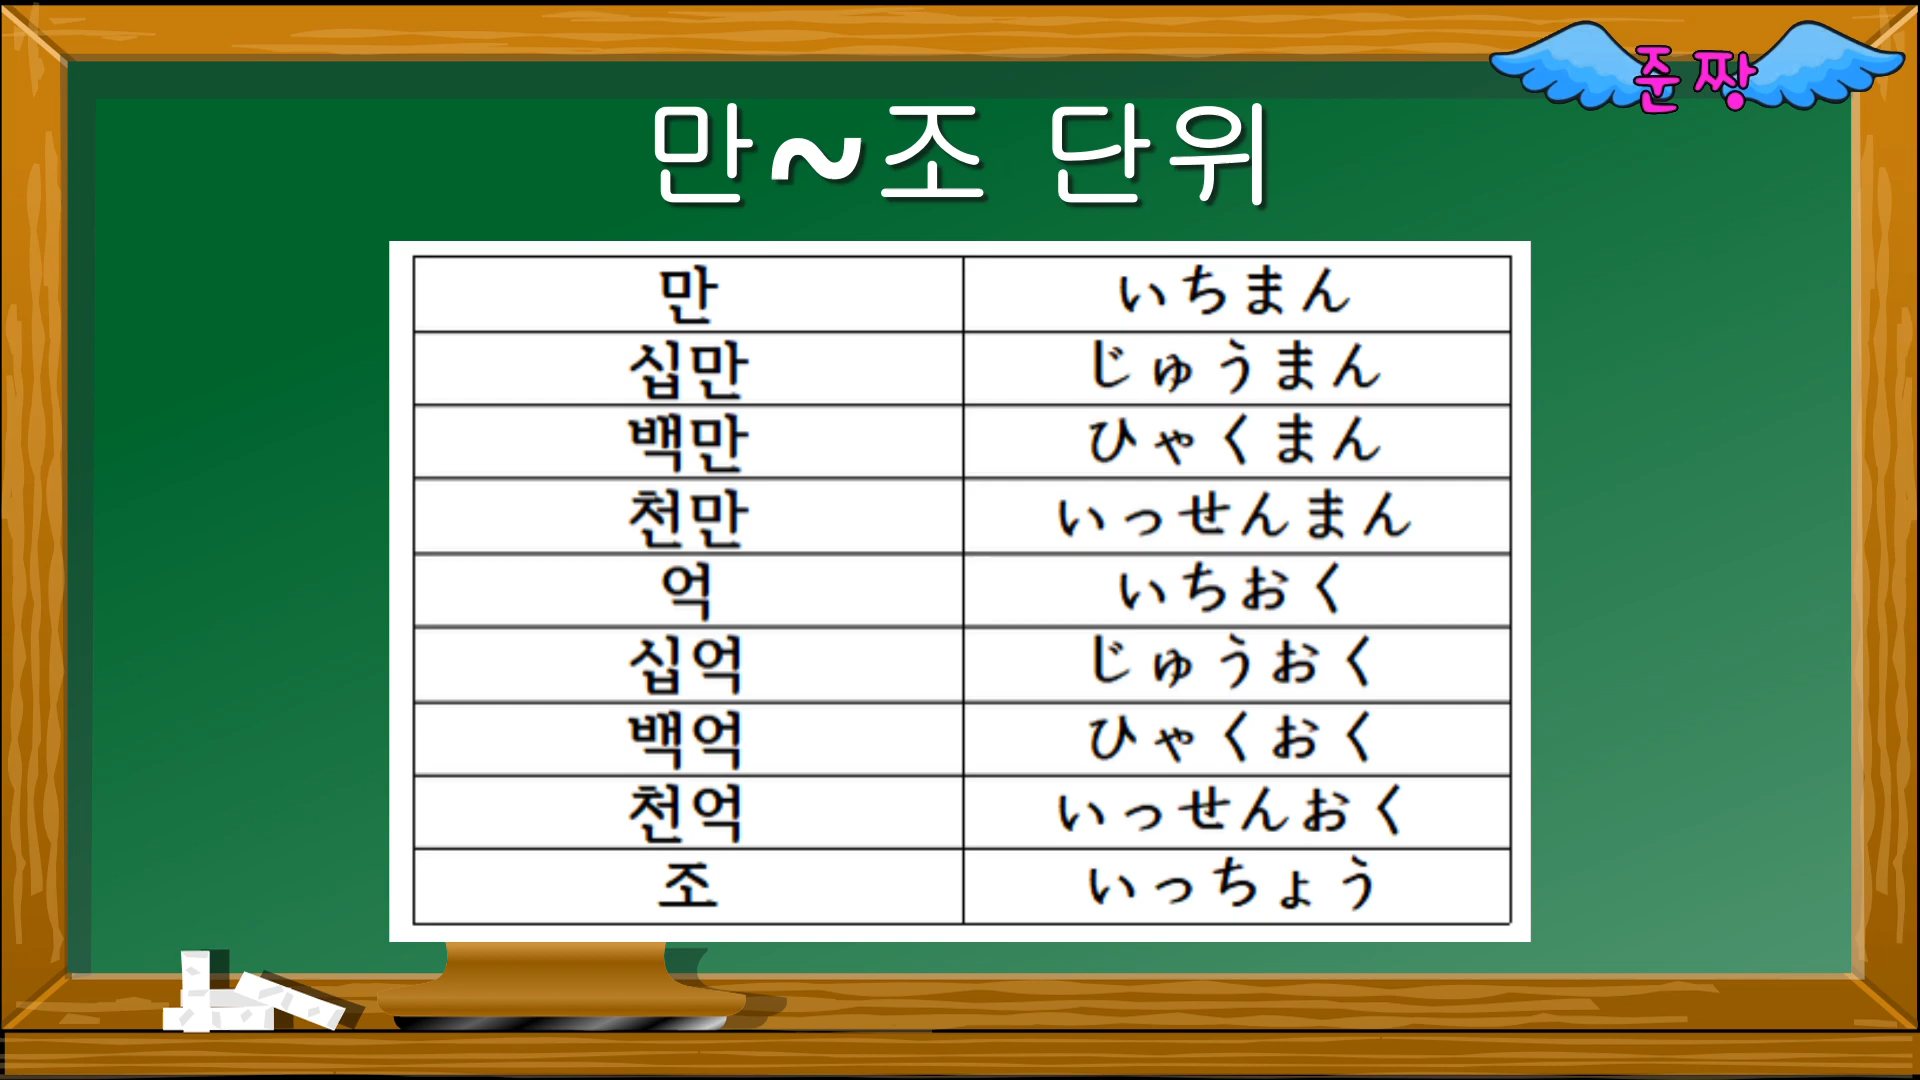 준짱
만~조 단위
만 いちまん
십만 じゅうまん
백만 ひゃくまん
천만 いっせんまん
억 いちおく
십억 じゅうおく
백억 ひゃくおく
천억 いっせんおく
조 いっちょう